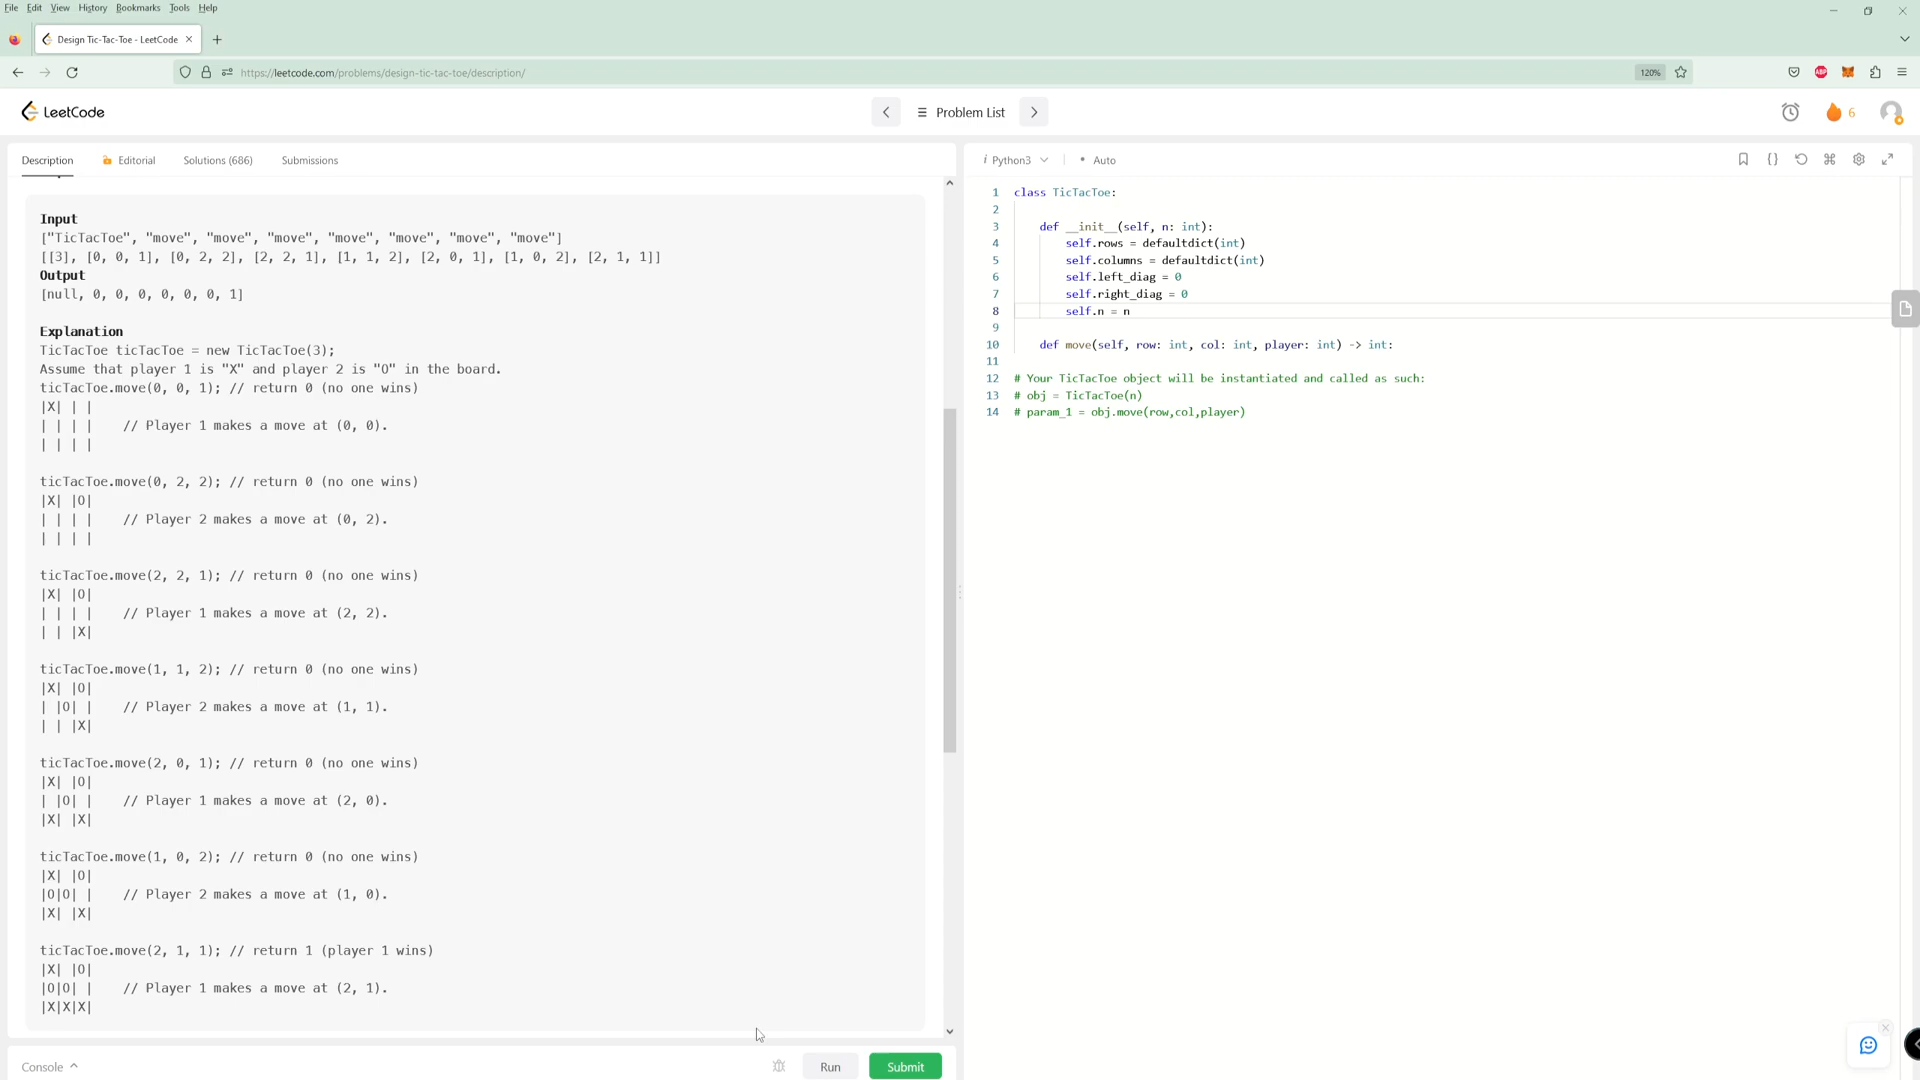 File Edit View History Bookmarks Tools Help
Design Tic-Tac-Toe - LeetCode
https://leetcode.com/problems/design-tic-tac-toe/description/
120%
ABP
LeetCode
Problem List
6
Description Editorial Solutions (686) Submissions
Input
["TicTacToe", "move", "move", "move", "move", "move", "move", "move"]
[[3], [0, 0, 1], [0, 2, 2], [2, 2, 1], [1, 1, 2], [2, 0, 1], [1, 0, 2], [2, 1, 1]]
Output
[null, 0, 0, 0, 0, 0, 0, 1]
Explanation
TicTacToe ticTacToe = new TicTacToe(3);
Assume that player 1 is "X" and player 2 is "O" in the board.
ticTacToe.move(0, 0, 1); // return 0 (no one wins)
|X| | |
| | | |    // Player 1 makes a move at (0, 0).
| | | |
ticTacToe.move(0, 2, 2); // return 0 (no one wins)
|X| |O|
| | | |    // Player 2 makes a move at (0, 2).
| | | |
ticTacToe.move(2, 2, 1); // return 0 (no one wins)
|X| |O|
| | | |    // Player 1 makes a move at (2, 2).
| | |X|
ticTacToe.move(1, 1, 2); // return 0 (no one wins)
|X| |O|
| |O| |    // Player 2 makes a move at (1, 1).
| | |X|
ticTacToe.move(2, 0, 1); // return 0 (no one wins)
|X| |O|
| |O| |    // Player 1 makes a move at (2, 0).
|X| |X|
ticTacToe.move(1, 0, 2); // return 0 (no one wins)
|X| |O|
|O|O| |    // Player 2 makes a move at (1, 0).
|X| |X|
ticTacToe.move(2, 1, 1); // return 1 (player 1 wins)
|X| |O|
|O|O| |    // Player 1 makes a move at (2, 1).
|X|X|X|
Console Run Submit
i Python3 • Auto
1 class TicTacToe:
2
3     def __init__(self, n: int):
4         self.rows = defaultdict(int)
5         self.columns = defaultdict(int)
6         self.left_diag = 0
7         self.right_diag = 0
8         self.n = n
9
10     def move(self, row: int, col: int, player: int) -> int:
11
12 # Your TicTacToe object will be instantiated and called as such:
13 # obj = TicTacToe(n)
14 # param_1 = obj.move(row,col,player)